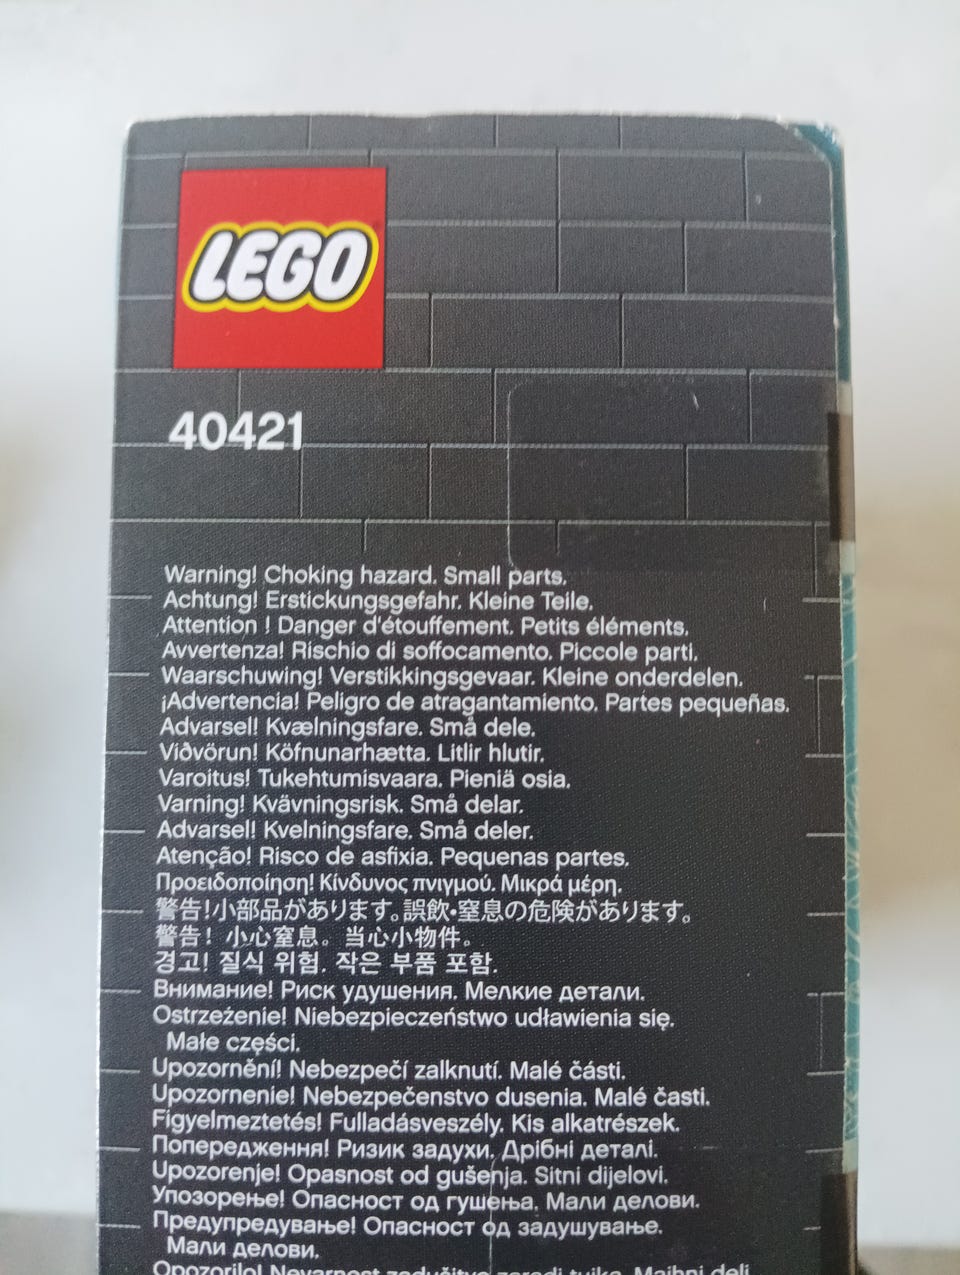 LEGO
40421
Warning! Choking hazard. Small parts.
Achtung! Erstickungsgefahr. Kleine Teile.
Attention ! Danger d'étouffement. Petits éléments.
Avvertenza! Rischio di soffocamento. Piccole parti.
Waarschuwing! Verstikkingsgevaar. Kleine onderdelen.
¡Advertencia! Peligro de atragantamiento. Partes pequeñas.
Advarsel! Kvælningsfare. Små dele.
Viðvörun! Köfnunarhætta. Litlir hlutir.
Varoitus! Tukehtumisvaara. Pieniä osia.
Varning! Kvävningsrisk. Små delar.
Advarsel! Kvelningsfare. Små deler.
Atenção! Risco de asfixia. Pequenas partes.
Προειδοποίηση! Κίνδυνος πνιγμού. Μικρά μέρη.
警告!小部品があります。誤飲・窒息の危険があります。
警告！小心窒息。当心小物件。
경고! 질식 위험. 작은 부품 포함.
Внимание! Риск удушения. Мелкие детали.
Ostrzeżenie! Niebezpieczeństwo udławienia się.
Małe części.
Upozornění! Nebezpečí zalknutí. Malé části.
Upozornenie! Nebezpečenstvo dusenia. Malé časti.
Figyelmeztetés! Fulladásveszély. Kis alkatrészek.
Попередження! Ризик задухи. Дрібні деталі.
Upozorenje! Opasnost od gušenja. Sitni dijelovi.
Упозорење! Опасност од гушења. Мали делови.
Предупредување! Опасност од задушување.
Мали делови.
Opozorilo! Nevarnost zadušitve zaradi tujka. Majhni deli.